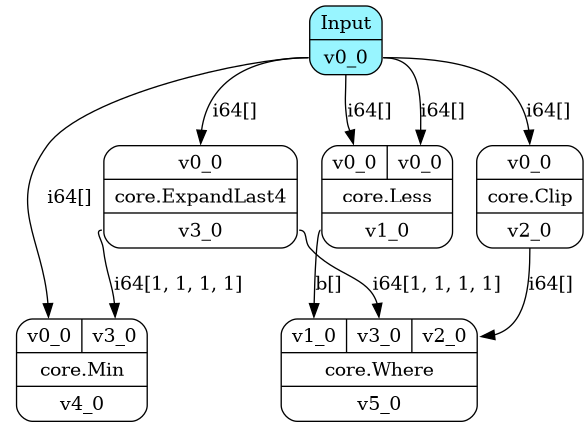 Input
v0_0
i64[]
i64[]
i64[]
i64[]
v0_0
core.ExpandLast4
v3_0
v0_0 v0_0
core.Less
v1_0
v0_0
core.Clip
v2_0
i64[]
i64[1, 1, 1, 1]
b[]
i64[1, 1, 1, 1]
i64[]
v0_0 v3_0
core.Min
v4_0
v1_0 v3_0 v2_0
core.Where
v5_0